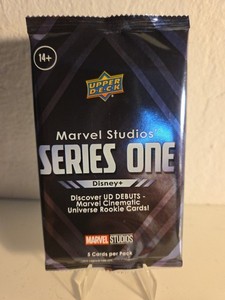 14+
UPPER
DECK
Marvel Studios
SERIES ONE
Disney+
Discover UD DEBUTS -
Marvel Cinematic
Universe Rookie Cards!
MARVEL STUDIOS
5 Cards per Pack